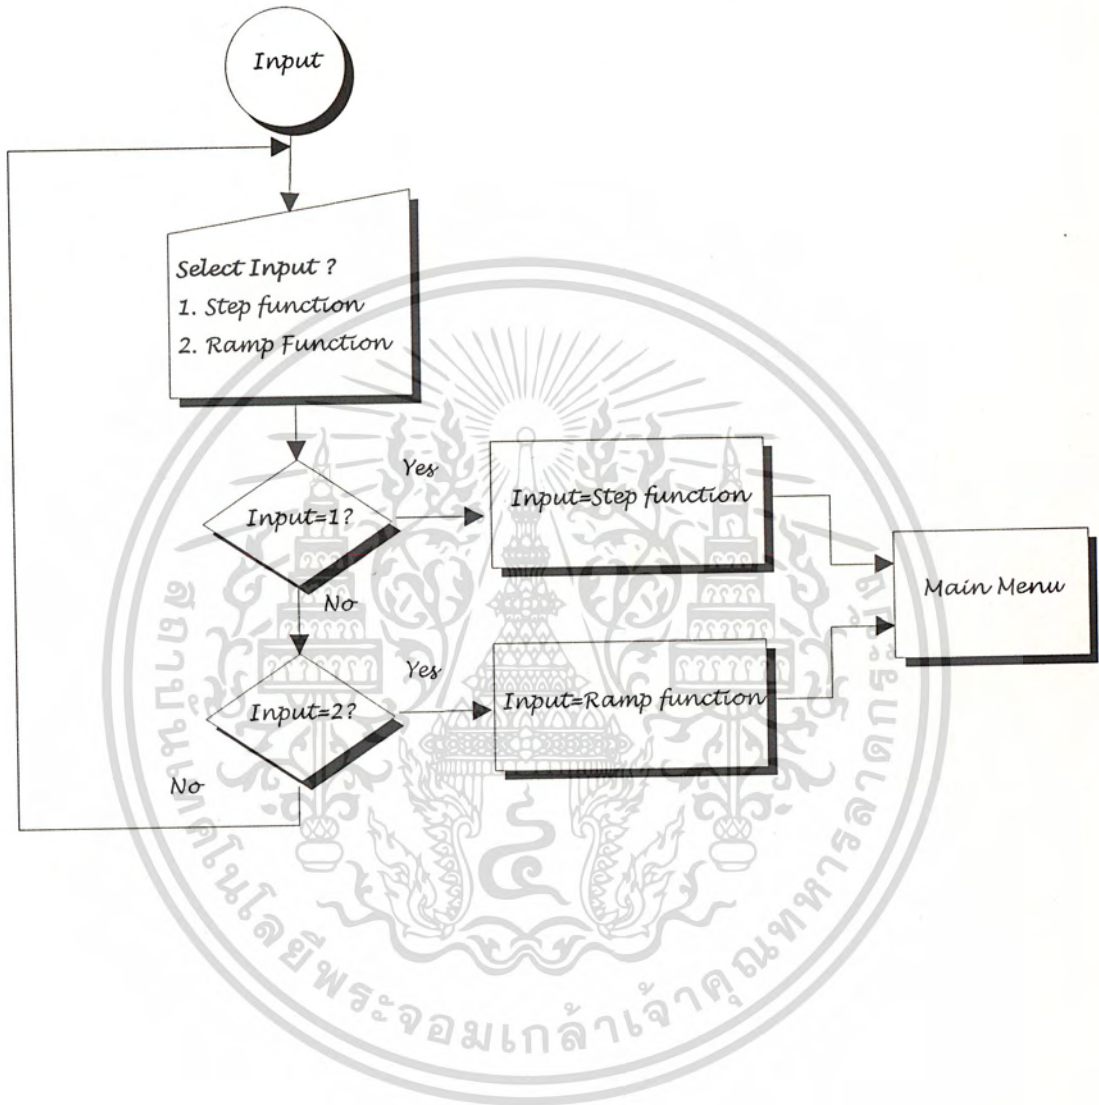 Input
Select Input ?
1. Step function
2. Ramp Function
Yes
Input=Step function
Input=1?
Main Menu
No
Yes
Input=Ramp function
Input=2?
No
สถาบันเทคโนโลยีพระจอมเกล้าเจ้าคุณทหารลาดกระบัง